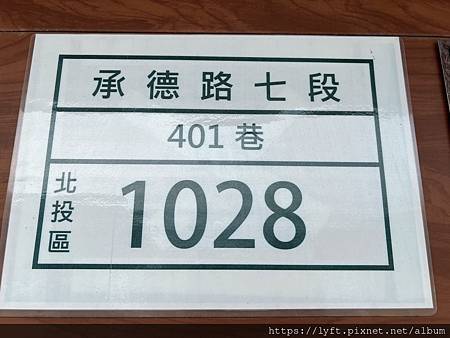 承德路七段
401巷
北投區
1028
https://lyft.pixnet.net/album